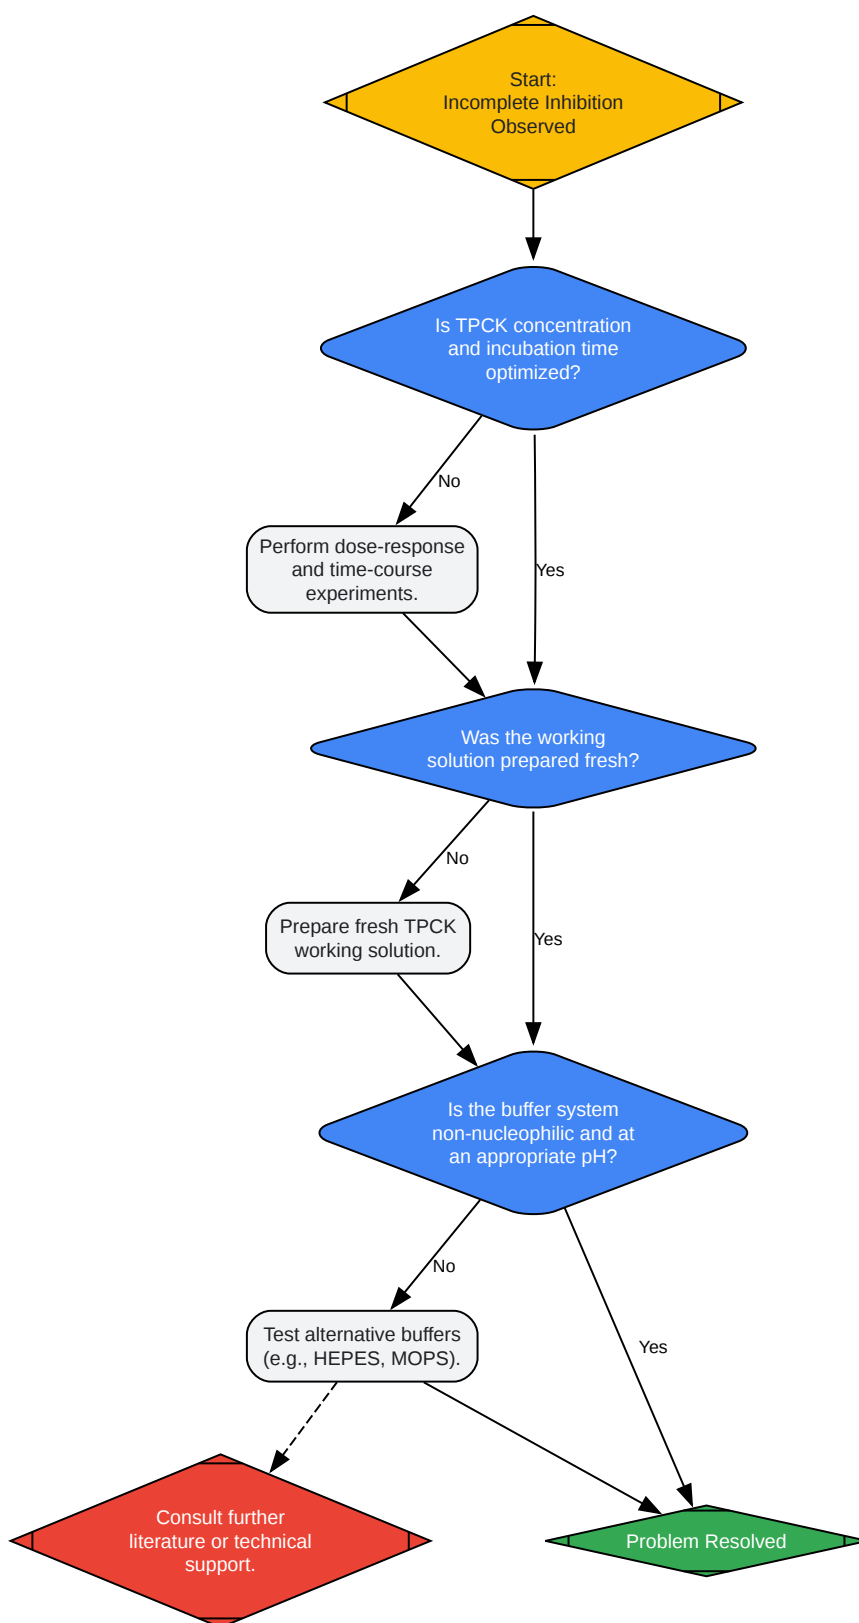 Start:
Incomplete Inhibition
Observed
Is TPCK concentration
and incubation time
optimized?
No
Perform dose-response
and time-course
experiments.
Yes
Was the working
solution prepared fresh?
No
Prepare fresh TPCK
working solution.
Yes
Is the buffer system
non-nucleophilic and at
an appropriate pH?
No
Test alternative buffers
(e.g., HEPES, MOPS).
Yes
Consult further
literature or technical
support.
Problem Resolved